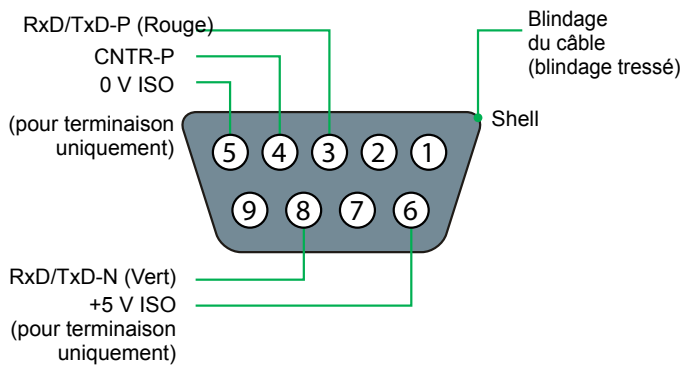 RxD/TxD-P (Rouge)
CNTR-P
0 V ISO
(pour terminaison
uniquement)
Blindage
du câble
(blindage tressé)
Shell
5 4 3 2 1
9 8 7 6
RxD/TxD-N (Vert)
+5 V ISO
(pour terminaison
uniquement)